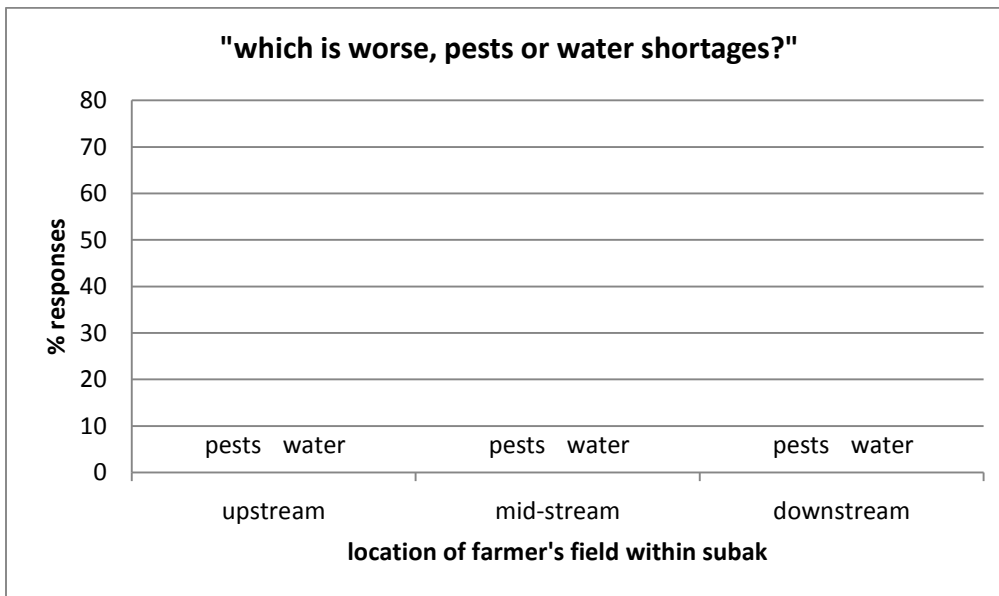 "which is worse, pests or water shortages?"
80
70
60
50
40
30
20
10
0
% responses
pests water pests water pests water
upstream mid-stream downstream
location of farmer's field within subak